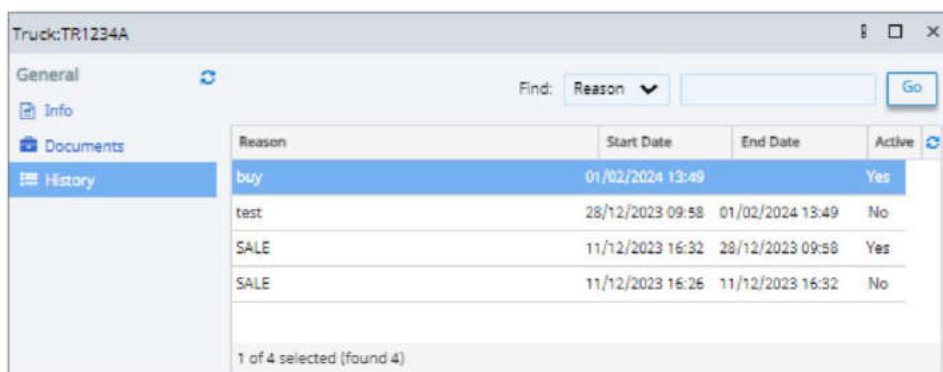 Truck:TR1234A
General
Info
Documents
History
Find: Reason Go
Reason Start Date End Date Active
buy 01/02/2024 13:49 Yes
test 28/12/2023 09:58 01/02/2024 13:49 No
SALE 11/12/2023 16:32 28/12/2023 09:58 Yes
SALE 11/12/2023 16:26 11/12/2023 16:32 No
1 of 4 selected (found 4)